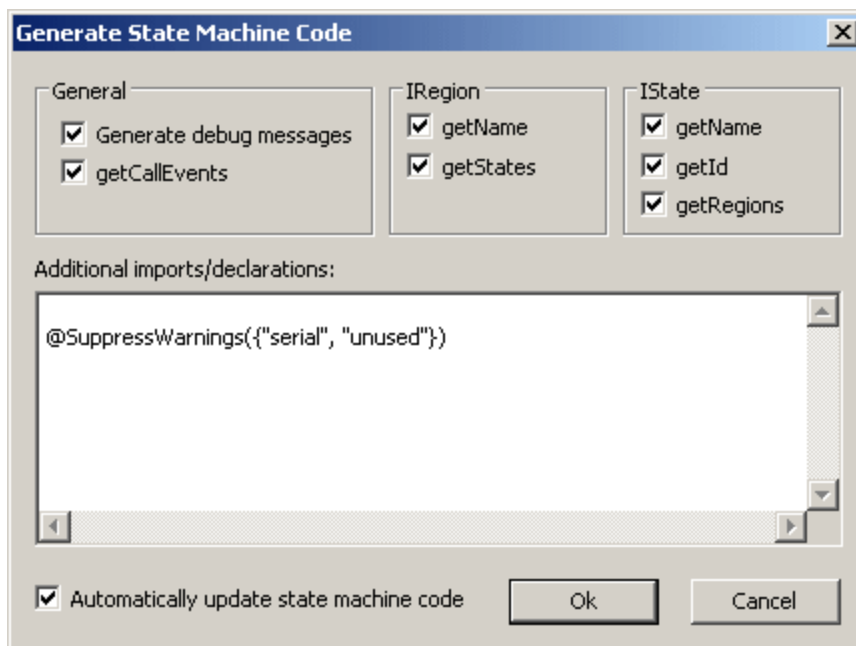 Generate State Machine Code
General
Generate debug messages
getCallEvents
IRegion
getName
getStates
IState
getName
getId
getRegions
Additional imports/declarations:
@SuppressWarnings({"serial", "unused"})
Automatically update state machine code
Ok
Cancel